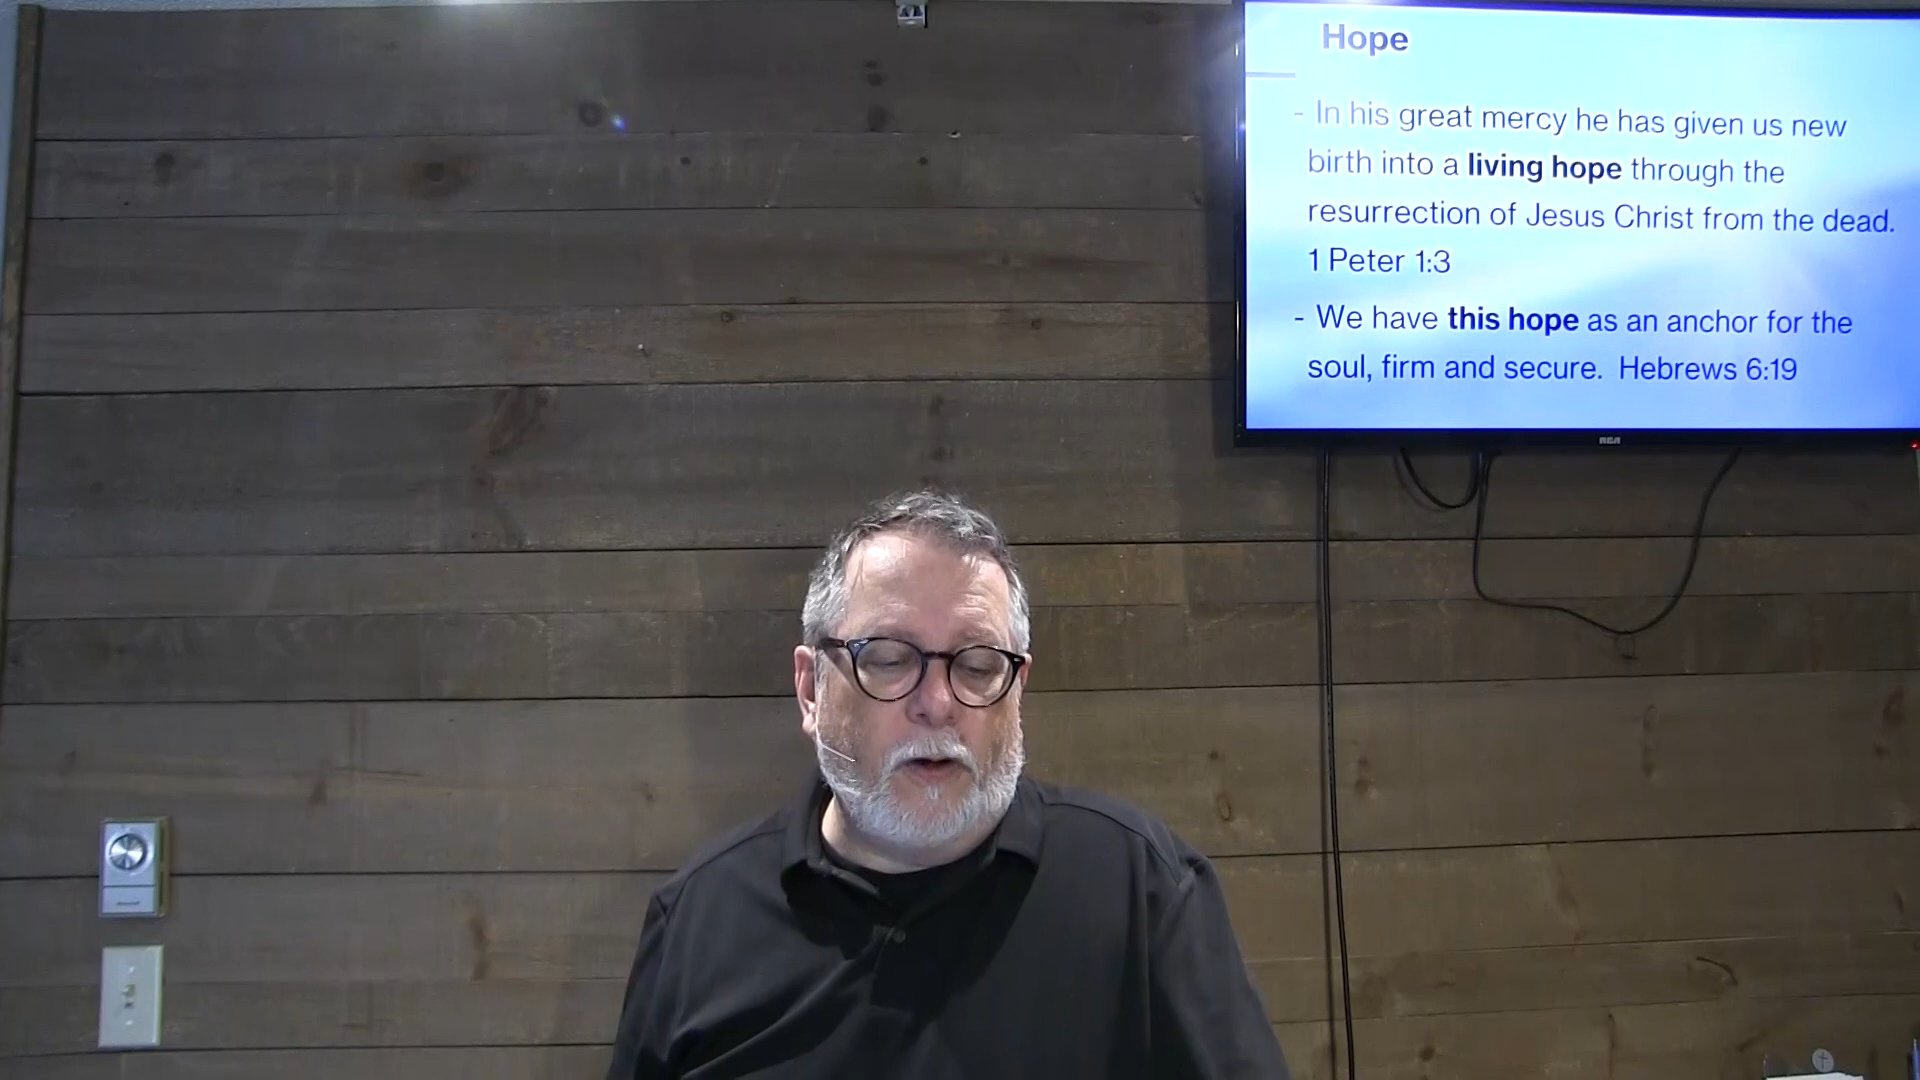 Hope
- In his great mercy he has given us new
birth into a living hope through the
resurrection of Jesus Christ from the dead.
1 Peter 1:3
- We have this hope as an anchor for the
soul, firm and secure. Hebrews 6:19
RCA